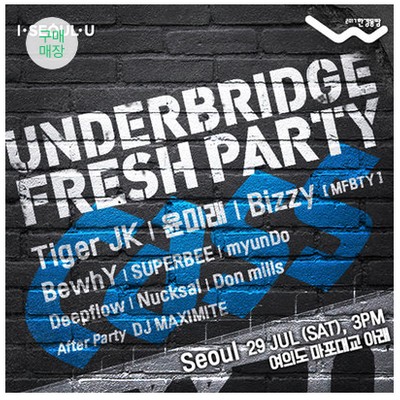 I·SEOUL·U
구매
매장
UNDERBRIDGE
FRESH PARTY
Tiger JK | 윤미래 | Bizzy [ MFBTY ]
BewhY | SUPERBEE | myunDo
Deepflow | Nucksal | Don mills
After Party DJ MAXIMITE
Seoul 29 JUL (SAT), 3PM
여의도 마포대교 아래